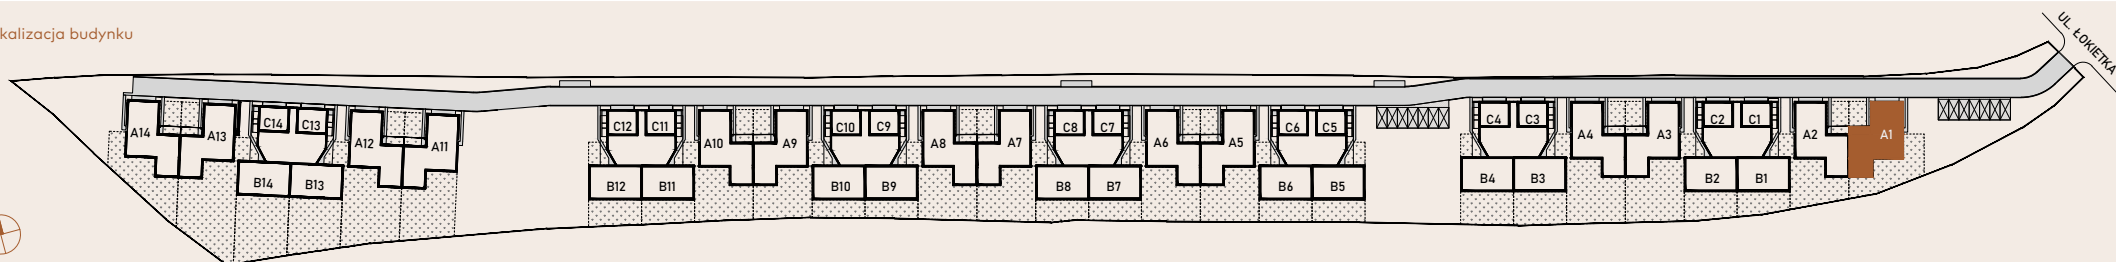 kalizacja budynku
UL. ŁOKIETKA
A14 A13 C14 C13 A12 A11 C12 C11 A10 A9 C10 C9 A8 A7 C8 C7 A6 A5 C6 C5 C4 C3 A4 A3 C2 C1 A2 A1
B14 B13 B12 B11 B10 B9 B8 B7 B6 B5 B4 B3 B2 B1